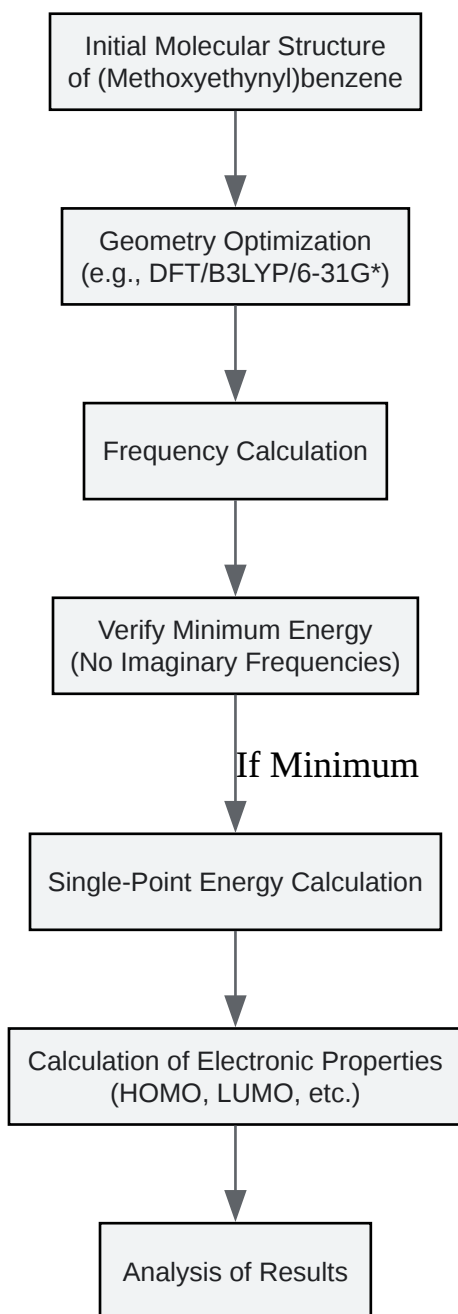 Initial Molecular Structure
of (Methoxyethynyl)benzene
Geometry Optimization
(e.g., DFT/B3LYP/6-31G*)
Frequency Calculation
Verify Minimum Energy
(No Imaginary Frequencies)
If Minimum
Single-Point Energy Calculation
Calculation of Electronic Properties
(HOMO, LUMO, etc.)
Analysis of Results